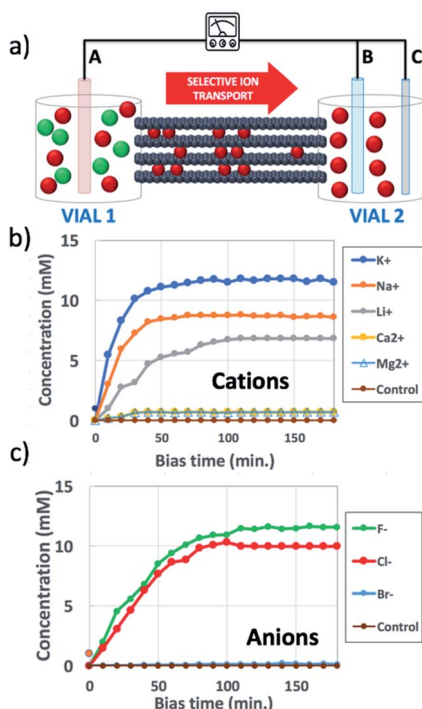 a)
A
B
C
SELECTIVE ION
TRANSPORT
VIAL 1
VIAL 2
b)
Concentration (mM)
15
10
5
0
0
50
100
150
Bias time (min.)
Cations
K+
Na+
Li+
Ca2+
Mg2+
Control
c)
Concentration (mM)
15
10
5
0
0
50
100
150
Bias time (min.)
Anions
F-
Cl-
Br-
Control